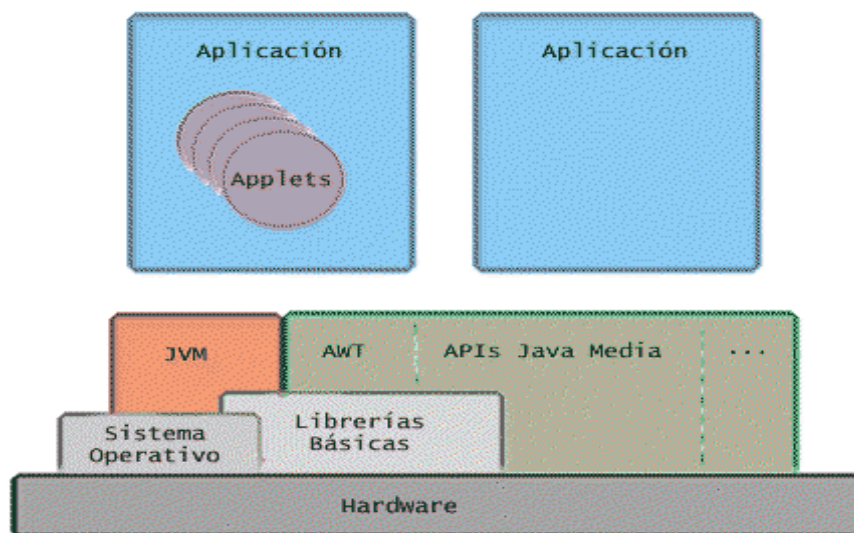 Aplicación
Aplicación
Applets
JVM
AWT
APIs Java Media
...
Sistema
Operativo
Librerías
Básicas
Hardware